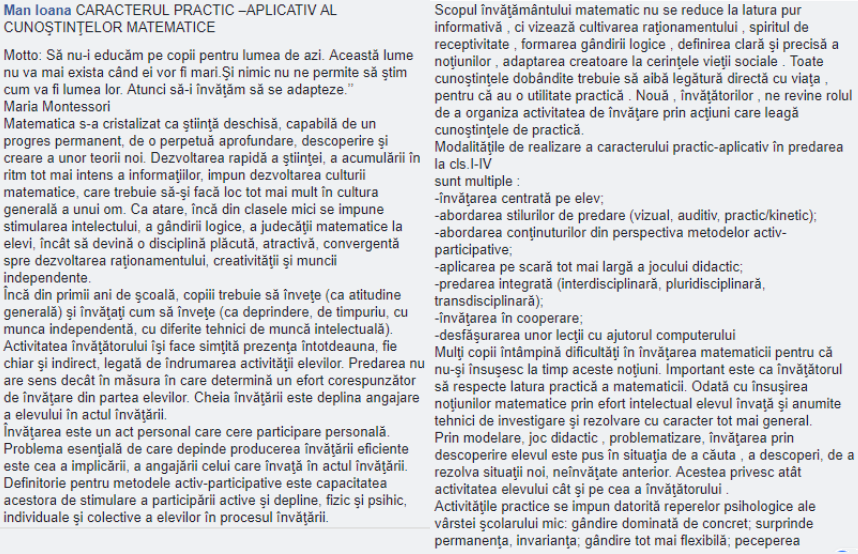 Man Ioana CARACTERUL PRACTIC –APLICATIV AL
CUNOŞTINŢELOR MATEMATICE
Motto: Să nu-i educăm pe copii pentru lumea de azi. Această lume
nu va mai exista când ei vor fi mari.Şi nimic nu ne permite să ştim
cum va fi lumea lor. Atunci să-i învăţăm să se adapteze.”
Maria Montessori
Matematica s-a cristalizat ca ştiinţă deschisă, capabilă de un
progres permanent, de o perpetuă aprofundare, descoperire şi
creare a unor teorii noi. Dezvoltarea rapidă a ştiinţei, a acumulării în
ritm tot mai intens a informaţiilor, impun dezvoltarea culturii
matematice, care trebuie să-şi facă loc tot mai mult în cultura
generală a unui om. Ca atare, încă din clasele mici se impune
stimularea intelectului, a gândirii logice, a judecăţii matematice la
elevi, încât să devină o disciplină plăcută, atractivă, convergentă
spre dezvoltarea raţionamentului, creativităţii şi muncii
independente.
Încă din primii ani de şcoală, copiii trebuie să înveţe (ca atitudine
generală) şi învăţaţi cum să înveţe (ca deprindere, de timpuriu, cu
munca independentă, cu diferite tehnici de muncă intelectuală).
Activitatea învăţătorului îşi face simţită prezenţa întotdeauna, fie
chiar şi indirect, legată de îndrumarea activităţii elevilor. Predarea nu
are sens decât în măsura în care determină un efort corespunzător
de învăţare din partea elevilor. Cheia învăţării este deplina angajare
a elevului în actul învăţării.
Învăţarea este un act personal care cere participare personală.
Problema esenţială de care depinde producerea învăţării eficiente
este cea a implicării, a angajării celui care învaţă în actul învăţării.
Definitorie pentru metodele activ-participative este capacitatea
acestora de stimulare a participării active şi depline, fizic şi psihic,
individuale şi colective a elevilor în procesul învăţării.
Scopul învăţământului matematic nu se reduce la latura pur
informativă , ci vizează cultivarea raţionamentului , spiritul de
receptivitate , formarea gândirii logice , definirea clară şi precisă a
noţiunilor , adaptarea creatoare la cerinţele vieţii sociale . Toate
cunoştinţele dobândite trebuie să aibă legătură directă cu viaţa ,
pentru că au o utilitate practică . Nouă , învăţătorilor , ne revine rolul
de a organiza activitatea de învăţare prin acţiuni care leagă
cunoştinţele de practică.
Modalităţile de realizare a caracterului practic-aplicativ în predarea
la cls.I-IV
sunt multiple :
-învăţarea centrată pe elev;
-abordarea stilurilor de predare (vizual, auditiv, practic/kinetic);
-abordarea conţinuturilor din perspectiva metodelor activ-
participative;
-aplicarea pe scară tot mai largă a jocului didactic;
-predarea integrată (interdisciplinară, pluridisciplinară,
transdisciplinară);
-învăţarea în cooperare;
-desfăşurarea unor lecţii cu ajutorul computerului
Mulţi copii întâmpină dificultăţi în învăţarea matematicii pentru că
nu-şi însuşesc la timp aceste noţiuni. Important este ca învăţătorul
să respecte latura practică a matematicii. Odată cu însuşirea
noţiunilor matematice prin efort intelectual elevul învaţă şi anumite
tehnici de investigare şi rezolvare cu caracter tot mai general.
Prin modelare, joc didactic , problematizare, învăţarea prin
descoperire elevul este pus în situaţia de a căuta , a descoperi, de a
rezolva situaţii noi, neînvăţate anterior. Acestea privesc atât
activitatea elevului cât şi pe cea a învăţătorului .
Activităţile practice se impun datorită reperelor psihologice ale
vârstei şcolarului mic: gândire dominată de concret; surprinde
permanenţa, invarianţa; gândire tot mai flexibilă; peceperea